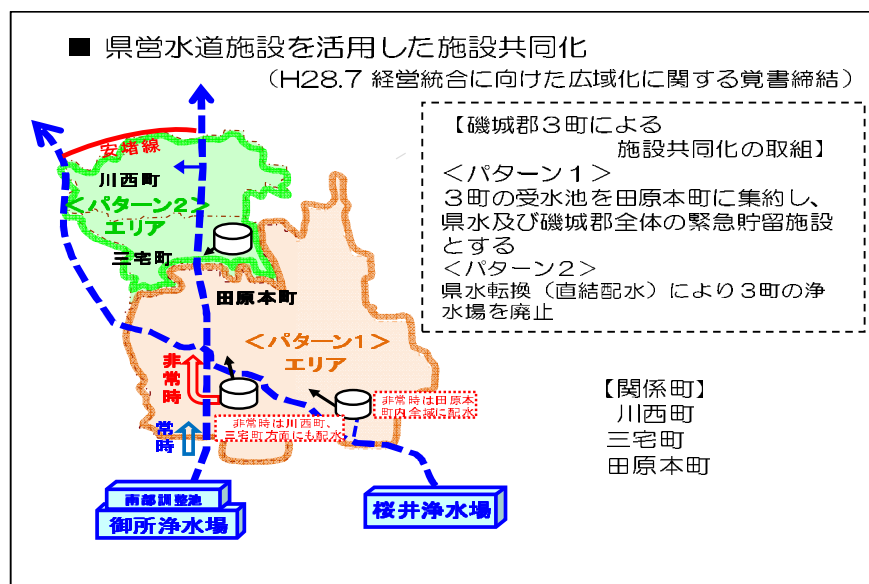 ■ 県営水道施設を活用した施設共同化
（H28.7 経営統合に向けた広域化に関する覚書締結）
【磯城郡３町による
施設共同化の取組】
＜パターン１＞
３町の受水池を田原本町に集約し、
県水及び磯城郡全体の緊急貯留施設
とする
＜パターン２＞
県水転換（直結配水）により３町の浄
水場を廃止
安堵線
川西町
＜パターン２＞
エリア
三宅町
田原本町
＜パターン１＞
エリア
非常時
常時
非常時は川西町、
三宅町方面にも配水
非常時は田原本
町内全域に配水
【関係町】
川西町
三宅町
田原本町
南部調整池
御所浄水場
桜井浄水場